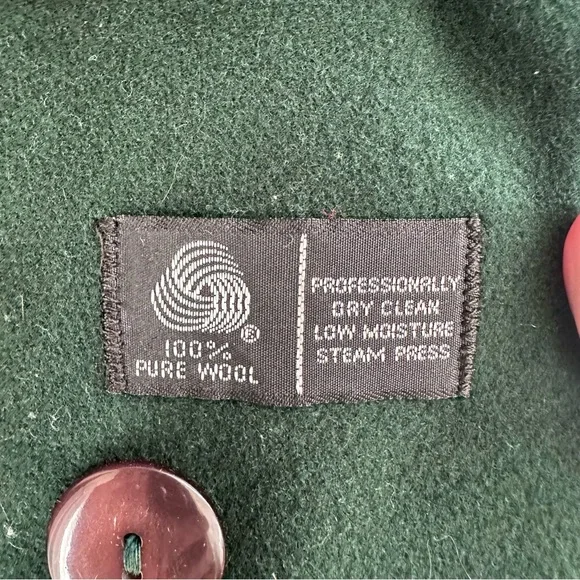 ®
100%
PURE WOOL
PROFESSIONALLY
DRY CLEAN
LOW MOISTURE
STEAM PRESS